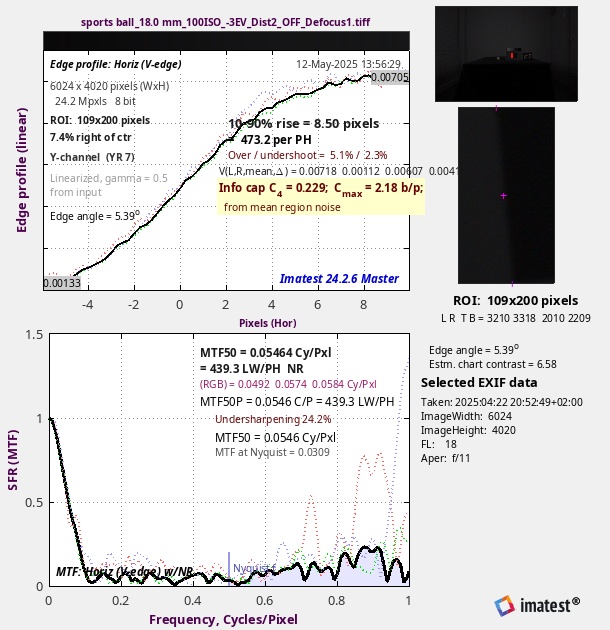 sports ball_18.0 mm_100ISO_-3EV_Dist2_OFF_Defocus1.tiff
Edge profile: Horiz (V-edge)
12-May-2025 13:56:29
0.00705
6024 x 4020 pixels (WxH)
24.2 Mpxls 8 bit
ROI: 109x200 pixels
7.4% right of ctr
Y-channel (YR 7)
Linearized, gamma = 0.5
from input
Edge angle = 5.39º
10-90% rise = 8.50 pixels
473.2 per PH
Over / undershoot = 5.1% / 2.3%
V(L,R,mean,Δ) = 0.00718 0.00112 0.00607 0.0041
Info cap C4 = 0.229; Cmax = 2.18 b/p;
from mean region noise
0.00133
Imatest 24.2.6 Master
Edge profile (linear)
-4 -2 0 2 4 6 8
Pixels (Hor)
ROI: 109x200 pixels
L R T B = 3210 3318 2010 2209
MTF50 = 0.05464 Cy/Pxl
= 439.3 LW/PH NR
(RGB) = 0.0492 0.0574 0.0584 Cy/Pxl
MTF50P = 0.0546 C/P = 439.3 LW/PH
Undersharpening 24.2%
MTF50 = 0.0546 Cy/Pxl
MTF at Nyquist = 0.0309
1.5
1
0.5
0
SFR (MTF)
MTF: Horiz (V-edge) w/NR
Nyquist f
0 0.2 0.4 0.6 0.8 1
Frequency, Cycles/Pixel
Edge angle = 5.39º
Estm. chart contrast = 6.58
Selected EXIF data
Taken: 2025:04:22 20:52:49+02:00
ImageWidth: 6024
ImageHeight: 4020
FL: 18
Aper: f/11
imatest®